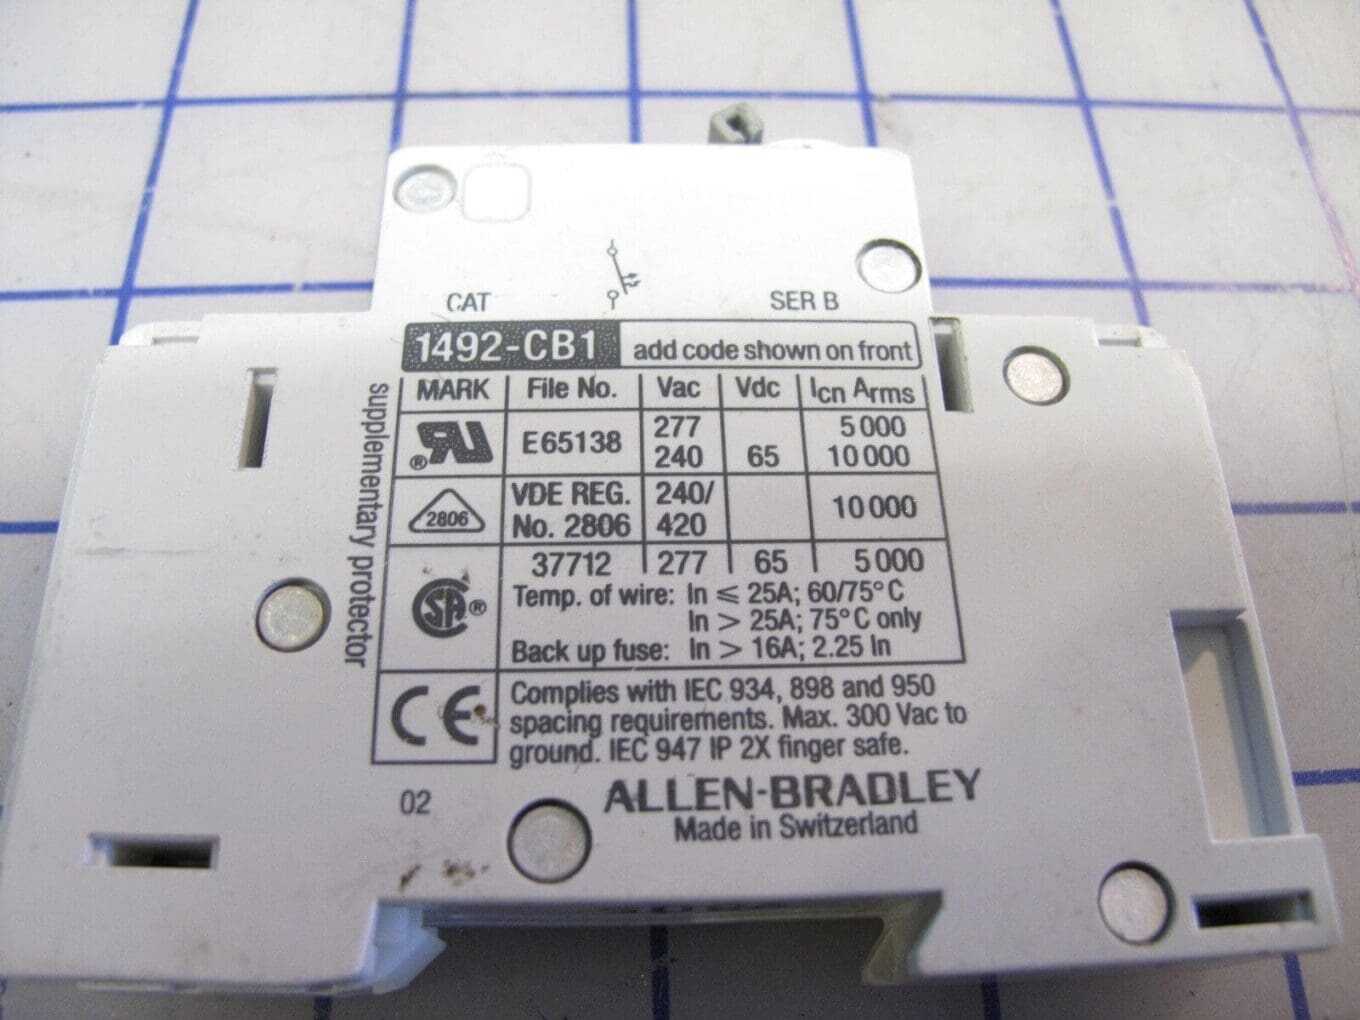 CAT SER B
1492-CB1 add code shown on front
MARK File No. Vac Vdc Icn Arms
277 5 000
® E65138 240 65 10 000
VDE REG. 240/
2806 No. 2806 420 10 000
37712 277 65 5 000
SA® Temp. of wire: In ≤ 25A; 60/75°C
In > 25A; 75°C only
Back up fuse: In > 16A; 2.25 In
CE Complies with IEC 934, 898 and 950
spacing requirements. Max. 300 Vac to
ground. IEC 947 IP 2X finger safe.
supplementary protector
02 ALLEN-BRADLEY
Made in Switzerland